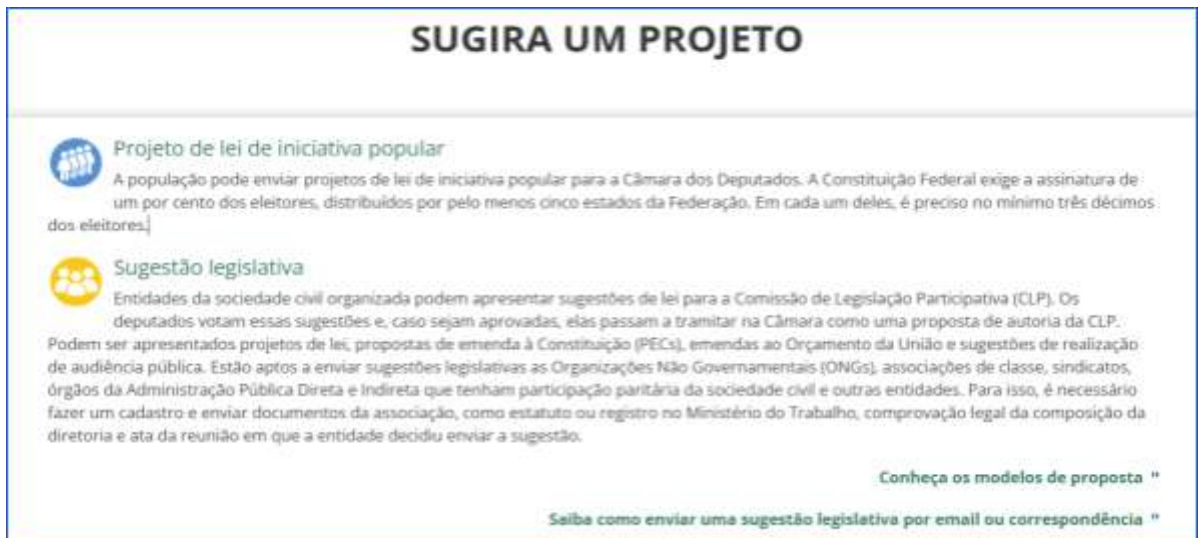 SUGIRA UM PROJETO
Projeto de lei de iniciativa popular
A população pode enviar projetos de lei de iniciativa popular para a Câmara dos Deputados. A Constituição Federal exige a assinatura de
um por cento dos eleitores, distribuídos por pelo menos cinco estados da Federação. Em cada um deles, é preciso no mínimo três décimos
dos eleitores.
Sugestão legislativa
Entidades da sociedade civil organizada podem apresentar sugestões de lei para a Comissão de Legislação Participativa (CLP). Os
deputados votam essas sugestões e, caso sejam aprovadas, elas passam a tramitar na Câmara como uma proposta de autoria da CLP.
Podem ser apresentados projetos de lei, propostas de emenda à Constituição (PECs), emendas ao Orçamento da União e sugestões de realização
de audiência pública. Estão aptos a enviar sugestões legislativas as Organizações Não Governamentais (ONGs), associações de classe, sindicatos,
órgãos da Administração Pública Direta e Indireta que tenham participação paritária da sociedade civil e outras entidades. Para isso, é necessário
fazer um cadastro e enviar documentos da associação, como estatuto ou registro no Ministério do Trabalho, comprovação legal da composição da
diretoria e ata da reunião em que a entidade decidiu enviar a sugestão.
Conheça os modelos de proposta "
Saiba como enviar uma sugestão legislativa por email ou correspondência "